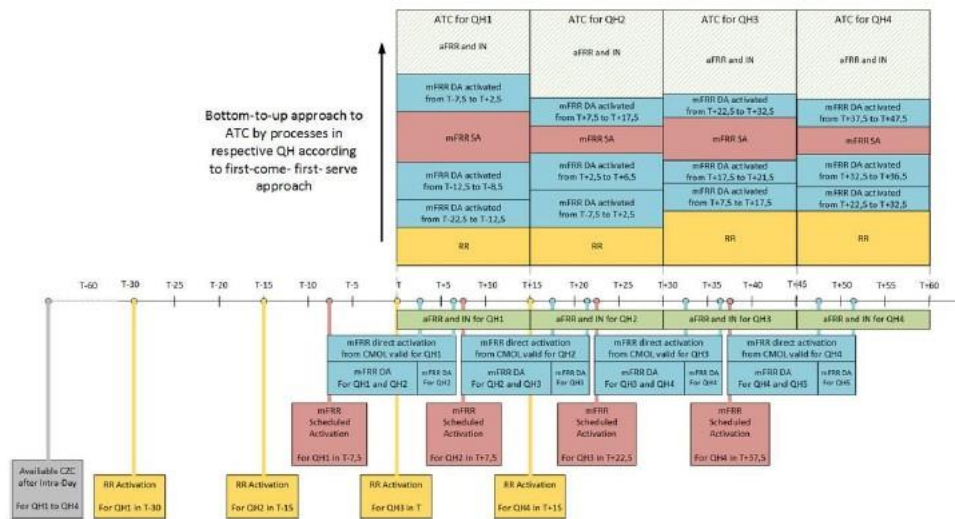 ATC for QH1
aFRR and IN
mFRR DA activated
from T-7,5 to T+2,5
mFRR SA
mFRR DA activated
from T-12,5 to T-8,5
mFRR DA activated
from T-22,5 to T-12,5
RR
ATC for QH2
aFRR and IN
mFRR DA activated
from T+7,5 to T+17,5
mFRR SA
mFRR DA activated
from T+2,5 to T+6,5
mFRR DA activated
from T-7,5 to T+2,5
RR
ATC for QH3
aFRR and IN
mFRR DA activated
from T+22,5 to T+32,5
mFRR SA
mFRR DA activated
from T+17,5 to T+21,5
mFRR DA activated
from T+7,5 to T+17,5
RR
ATC for QH4
aFRR and IN
mFRR DA activated
from T+37,5 to T+47,5
mFRR SA
mFRR DA activated
from T+32,5 to T+36,5
mFRR DA activated
from T+22,5 to T+32,5
RR
Bottom-to-up approach to
ATC by processes in
respective QH according
to first-come- first- serve
approach
T-60 T-30 T-25 T-20 T-15 T-10 T-5 T T+5 T+10 T+15 T+20 T+25 T+30 T+35 T+40 T+45 T+50 T+55 T+60
aFRR and IN for QH1
aFRR and IN for QH2
aFRR and IN for QH3
aFRR and IN for QH4
mFRR direct activation
from CMOL valid for QH1
mFRR direct activation
from CMOL valid for QH2
mFRR direct activation
from CMOL valid for QH3
mFRR direct activation
from CMOL valid for QH4
mFRR DA
For QH1 and QH2
mFRR DA
For QH2
mFRR DA
For QH2 and QH3
mFRR DA
For QH3
mFRR DA
For QH3 and QH4
mFRR DA
For QH4
mFRR DA
For QH4 and QH5
mFRR DA
For QH5
mFRR
Scheduled
Activation
For QH1 in T-7,5
mFRR
Scheduled
Activation
For QH2 in T+7,5
mFRR
Scheduled
Activation
For QH3 in T+22,5
mFRR
Scheduled
Activation
For QH4 in T+37,5
Available CZC
after Intra-Day
For QH1 to QH4
RR Activation
For QH1 in T-30
RR Activation
For QH2 in T-15
RR Activation
For QH3 in T
RR Activation
For QH4 in T+15